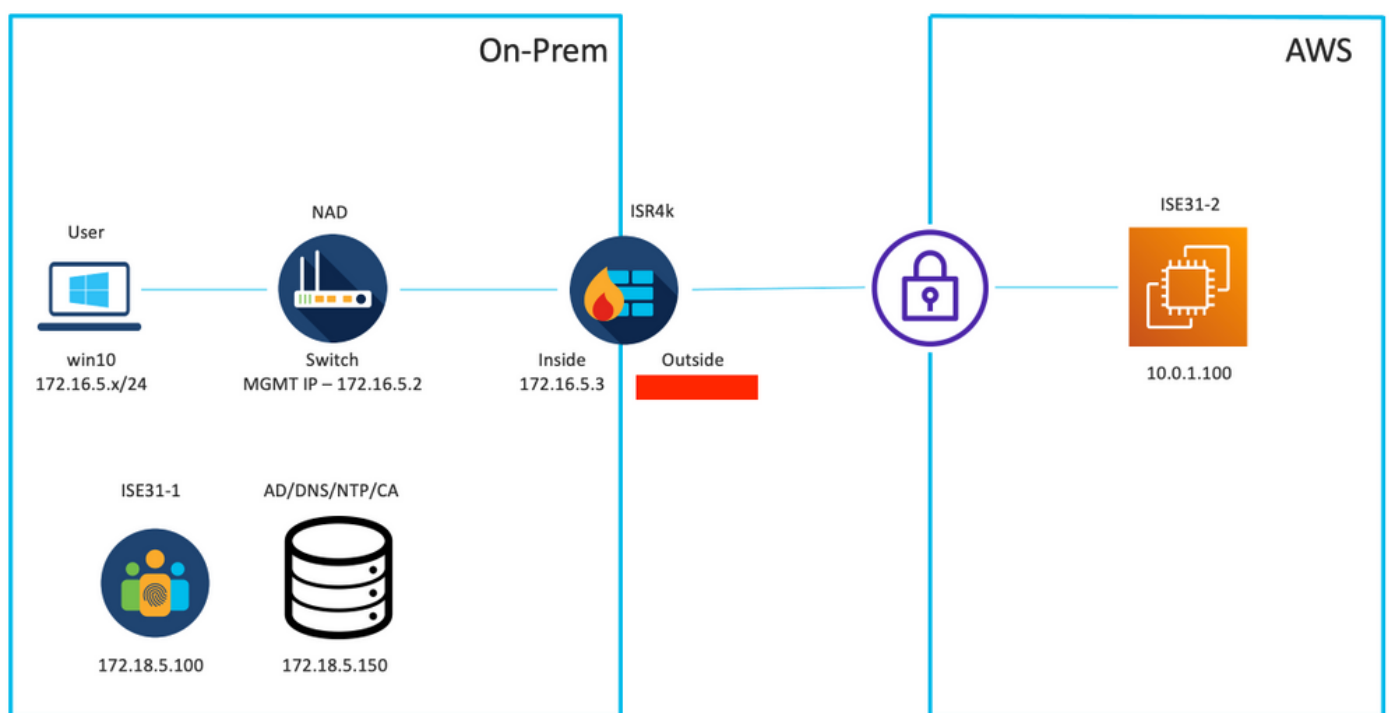 On-Prem
AWS
User
NAD
ISR4k
ISE31-2
win10
172.16.5.x/24
Switch
MGMT IP – 172.16.5.2
Inside
172.16.5.3
Outside
10.0.1.100
ISE31-1
AD/DNS/NTP/CA
172.18.5.100
172.18.5.150